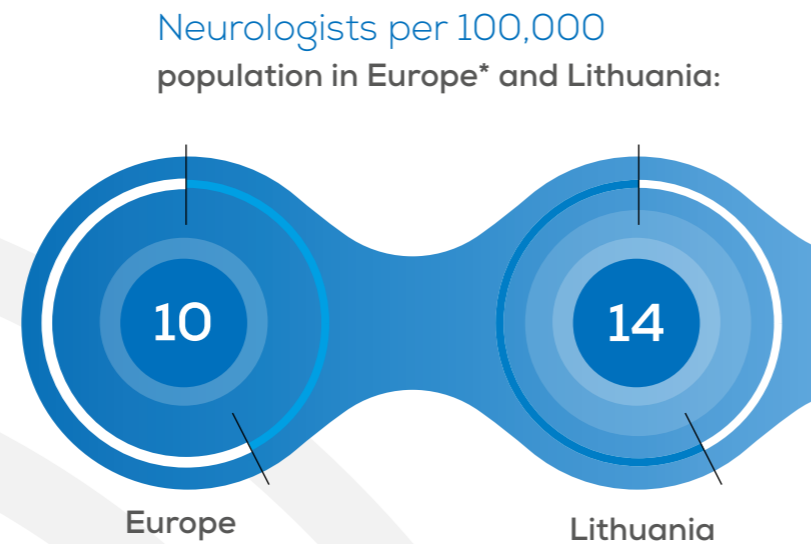 Neurologists per 100,000
population in Europe* and Lithuania:
10
14
Europe
Lithuania